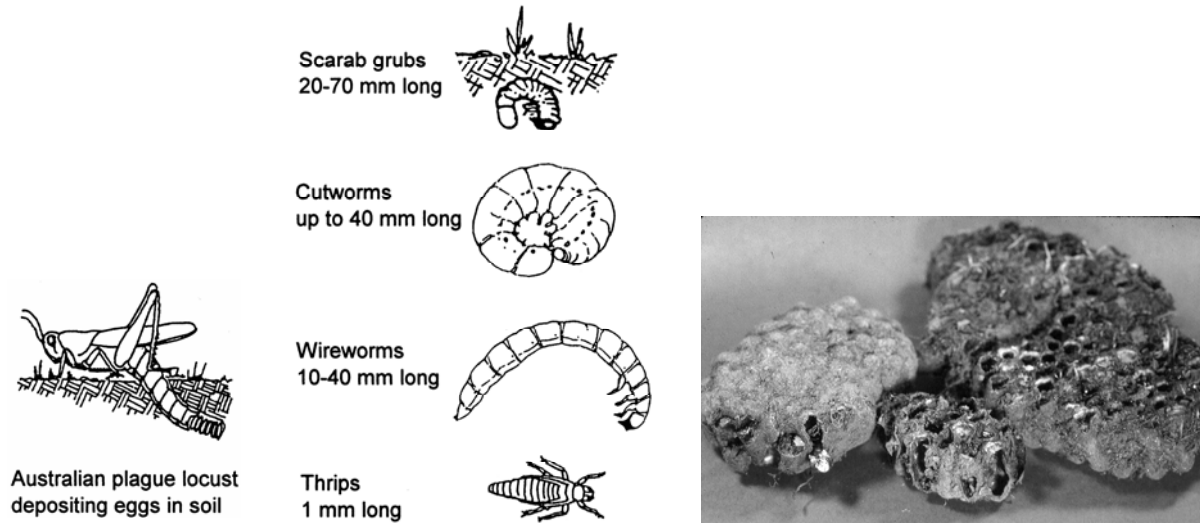 Scarab grubs
20-70 mm long
Cutworms
up to 40 mm long
Wireworms
10-40 mm long
Thrips
1 mm long
Australian plague locust
depositing eggs in soil